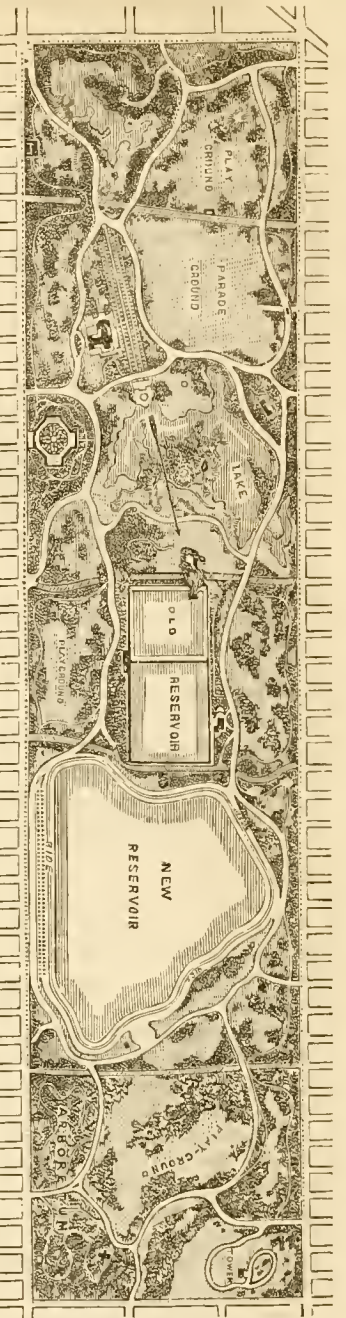 PLAY
GROUND
PARADE
GROUND
LAKE
OLD
RESERVOIR
PLAYGROUND
NEW
RESERVOIR
RIDE
PLAY-GROUND
ARBORETUM
TOWER